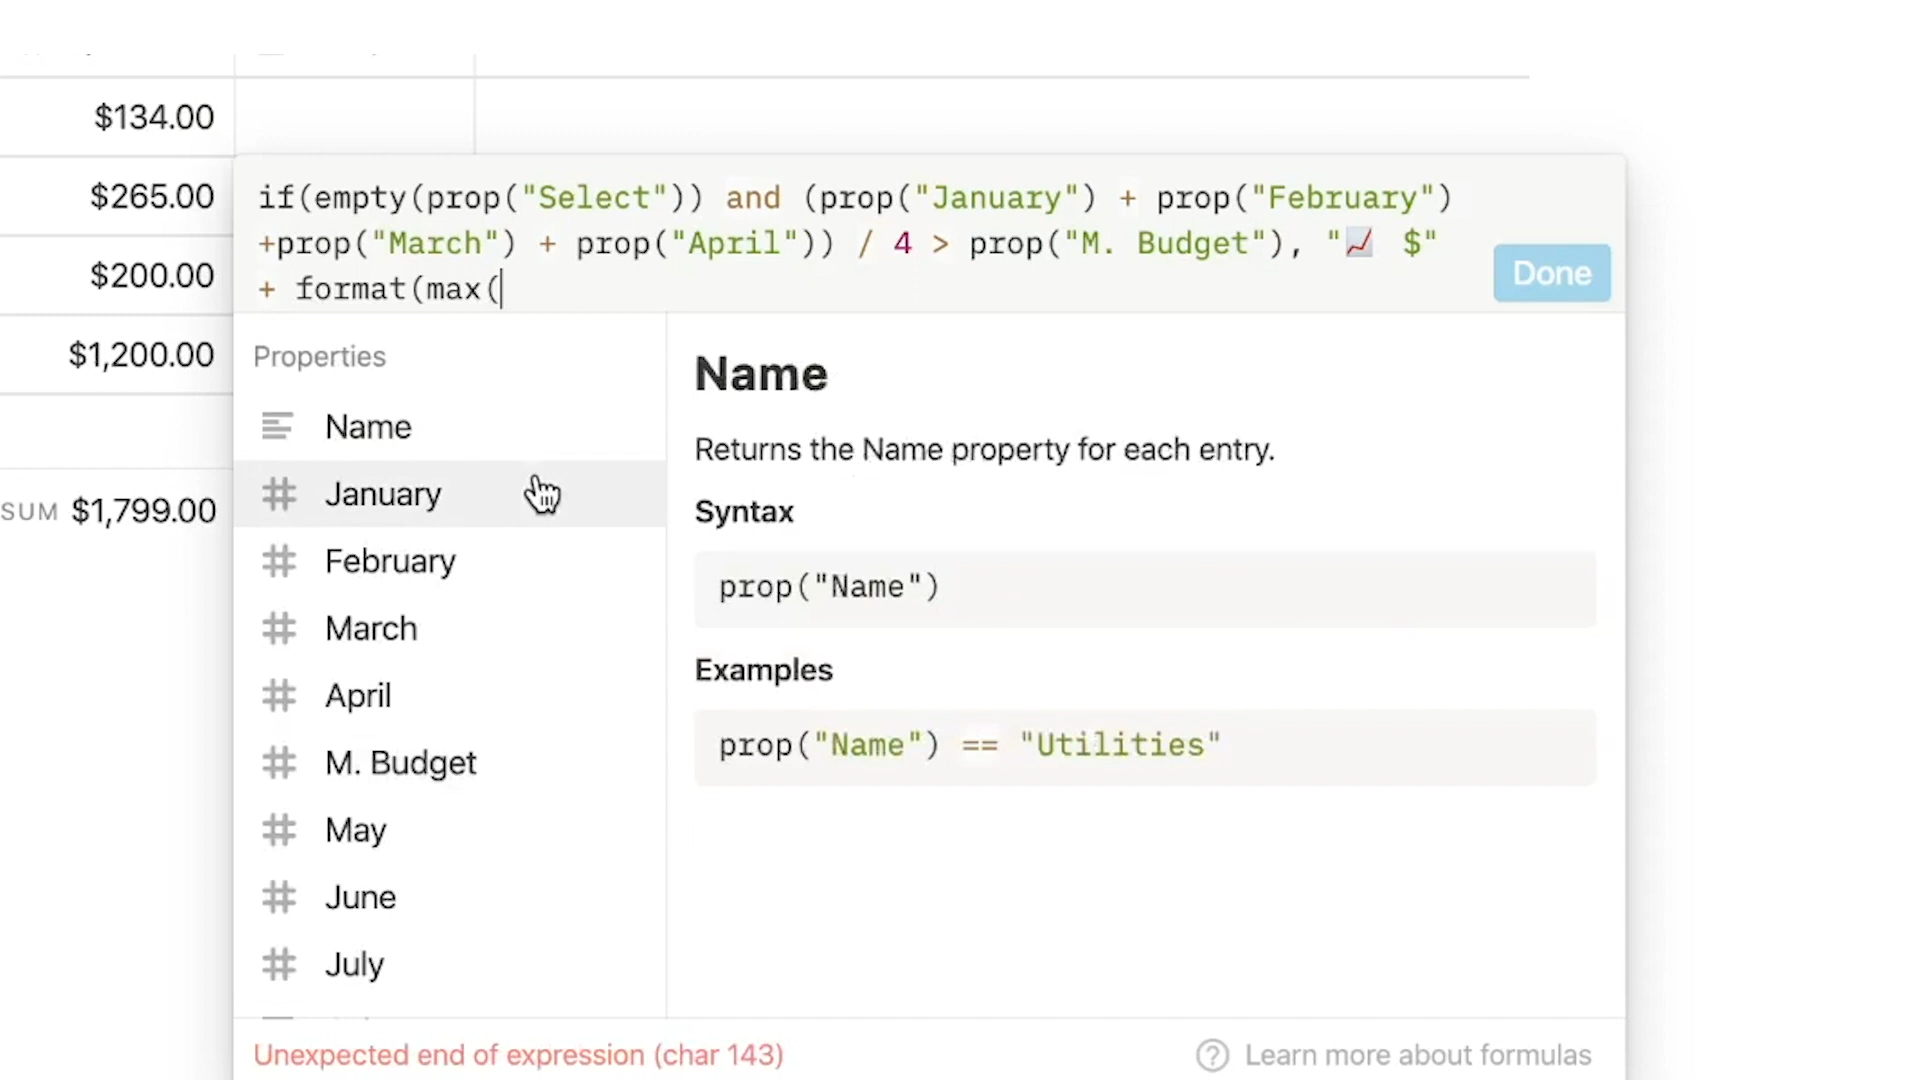 $134.00
$265.00
$200.00
$1,200.00
SUM $1,799.00
if(empty(prop("Select")) and (prop("January") + prop("February")
+prop("March") + prop("April")) / 4 > prop("M. Budget"), "📈 $"
+ format(max(
Done
Properties
Name
January
February
March
April
M. Budget
May
June
July
Name
Returns the Name property for each entry.
Syntax
prop("Name")
Examples
prop("Name") == "Utilities"
Unexpected end of expression (char 143)
Learn more about formulas